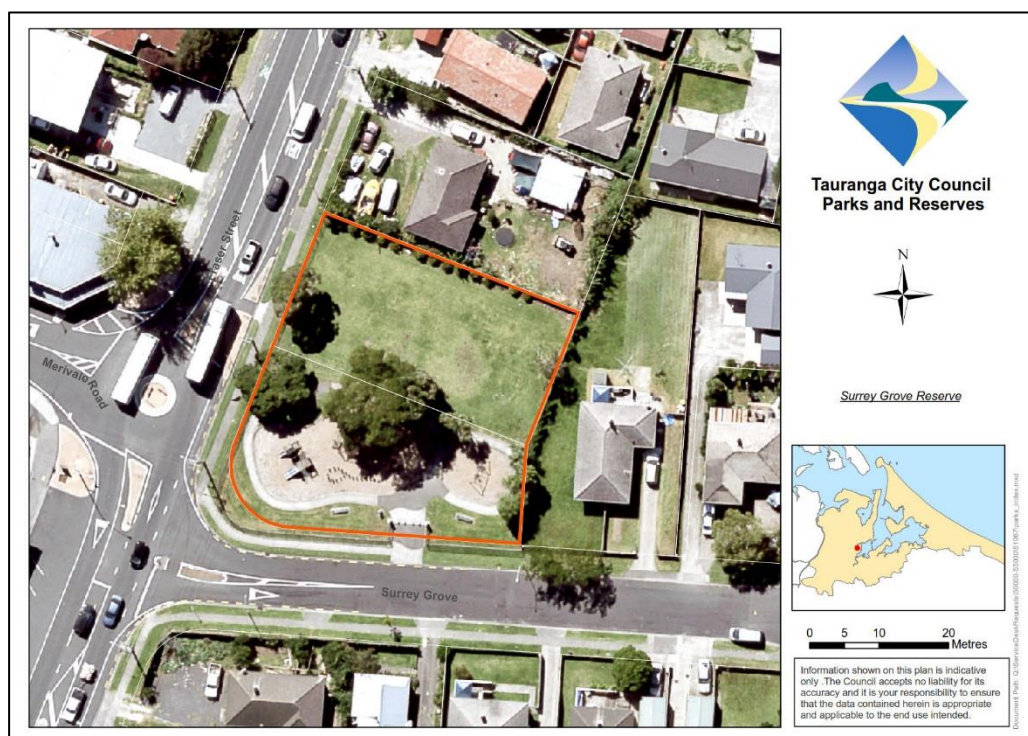 Tauranga City Council
Parks and Reserves
N
Surrey Grove Reserve
Fraser Street
Merivale Road
Surrey Grove
0 5 10 20
Metres
Information shown on this plan is indicative
only .The Council accepts no liability for its
accuracy and it is your responsibility to ensure
that the data contained herein is appropriate
and applicable to the end use intended.